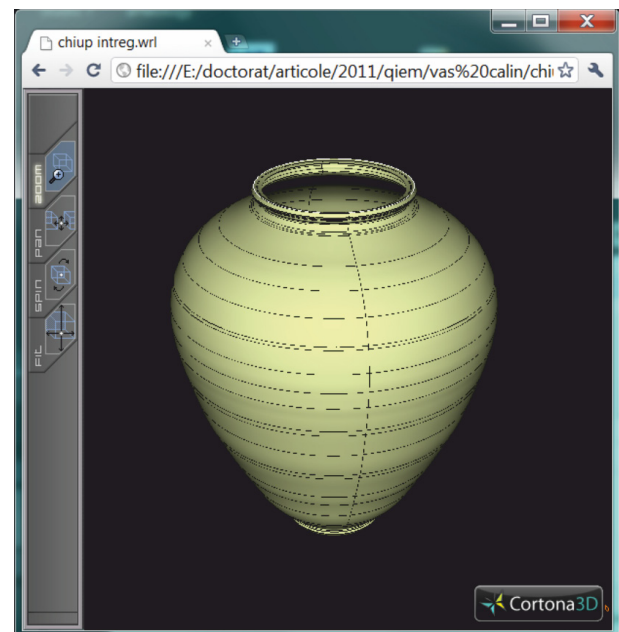 chiup intreg.wrl
file:///E:/doctorat/articole/2011/qiem/vas%20calin/chi
zoom
pan
spin
fit
Cortona3D